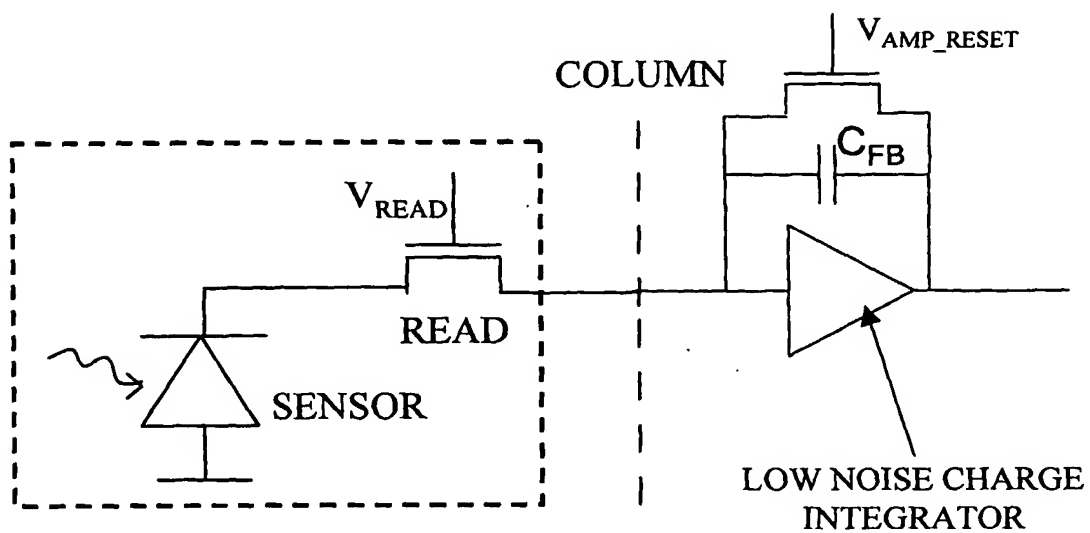 V_AMP_RESET
COLUMN
C_FB
V_READ
READ
SENSOR
LOW NOISE CHARGE
INTEGRATOR